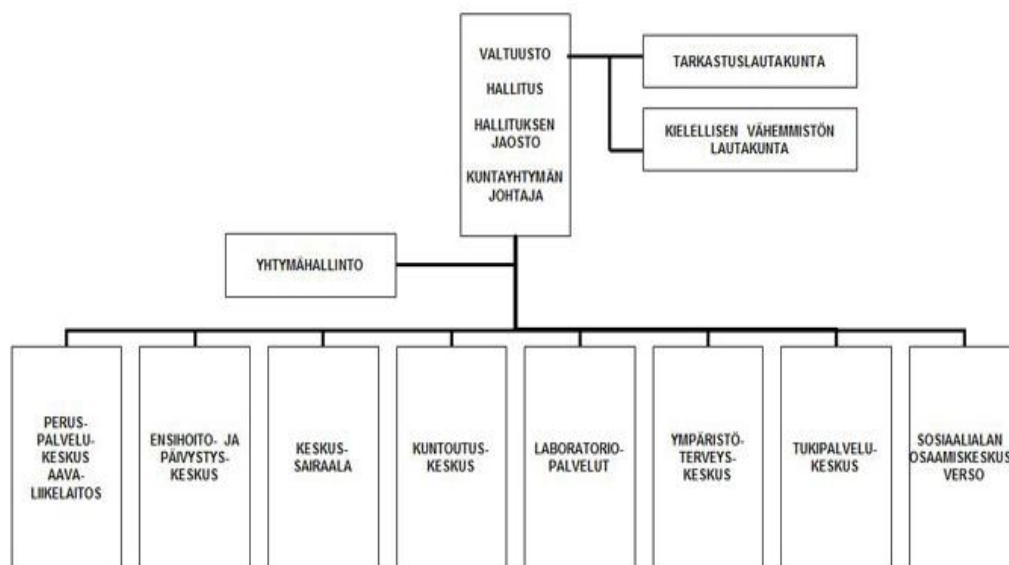 VALTUUSTO
HALLITUS
HALLITUKSEN
JAOSTO
KUNTAYHTYMÄN
JOHTAJA
TARKASTUSLAUTAKUNTA
KIELELLISEN VÄHEMMISTÖN
LAUTAKUNTA
YHTYMÄHALLINTO
PERUS-
PALVELU-
KESKUS
AAVA-
LIIKELAITOS
ENSIHOITO- JA
PÄIVYSTYS-
KESKUS
KESKUS-
SAIRAALA
KUNTOUTUS-
KESKUS
LABORATORIO-
PALVELUT
YMPÄRISTÖ-
TERVEYS-
KESKUS
TUKIPALVELU-
KESKUS
SOSIAALIALAN
OSAAMISKESKUS
VERSO